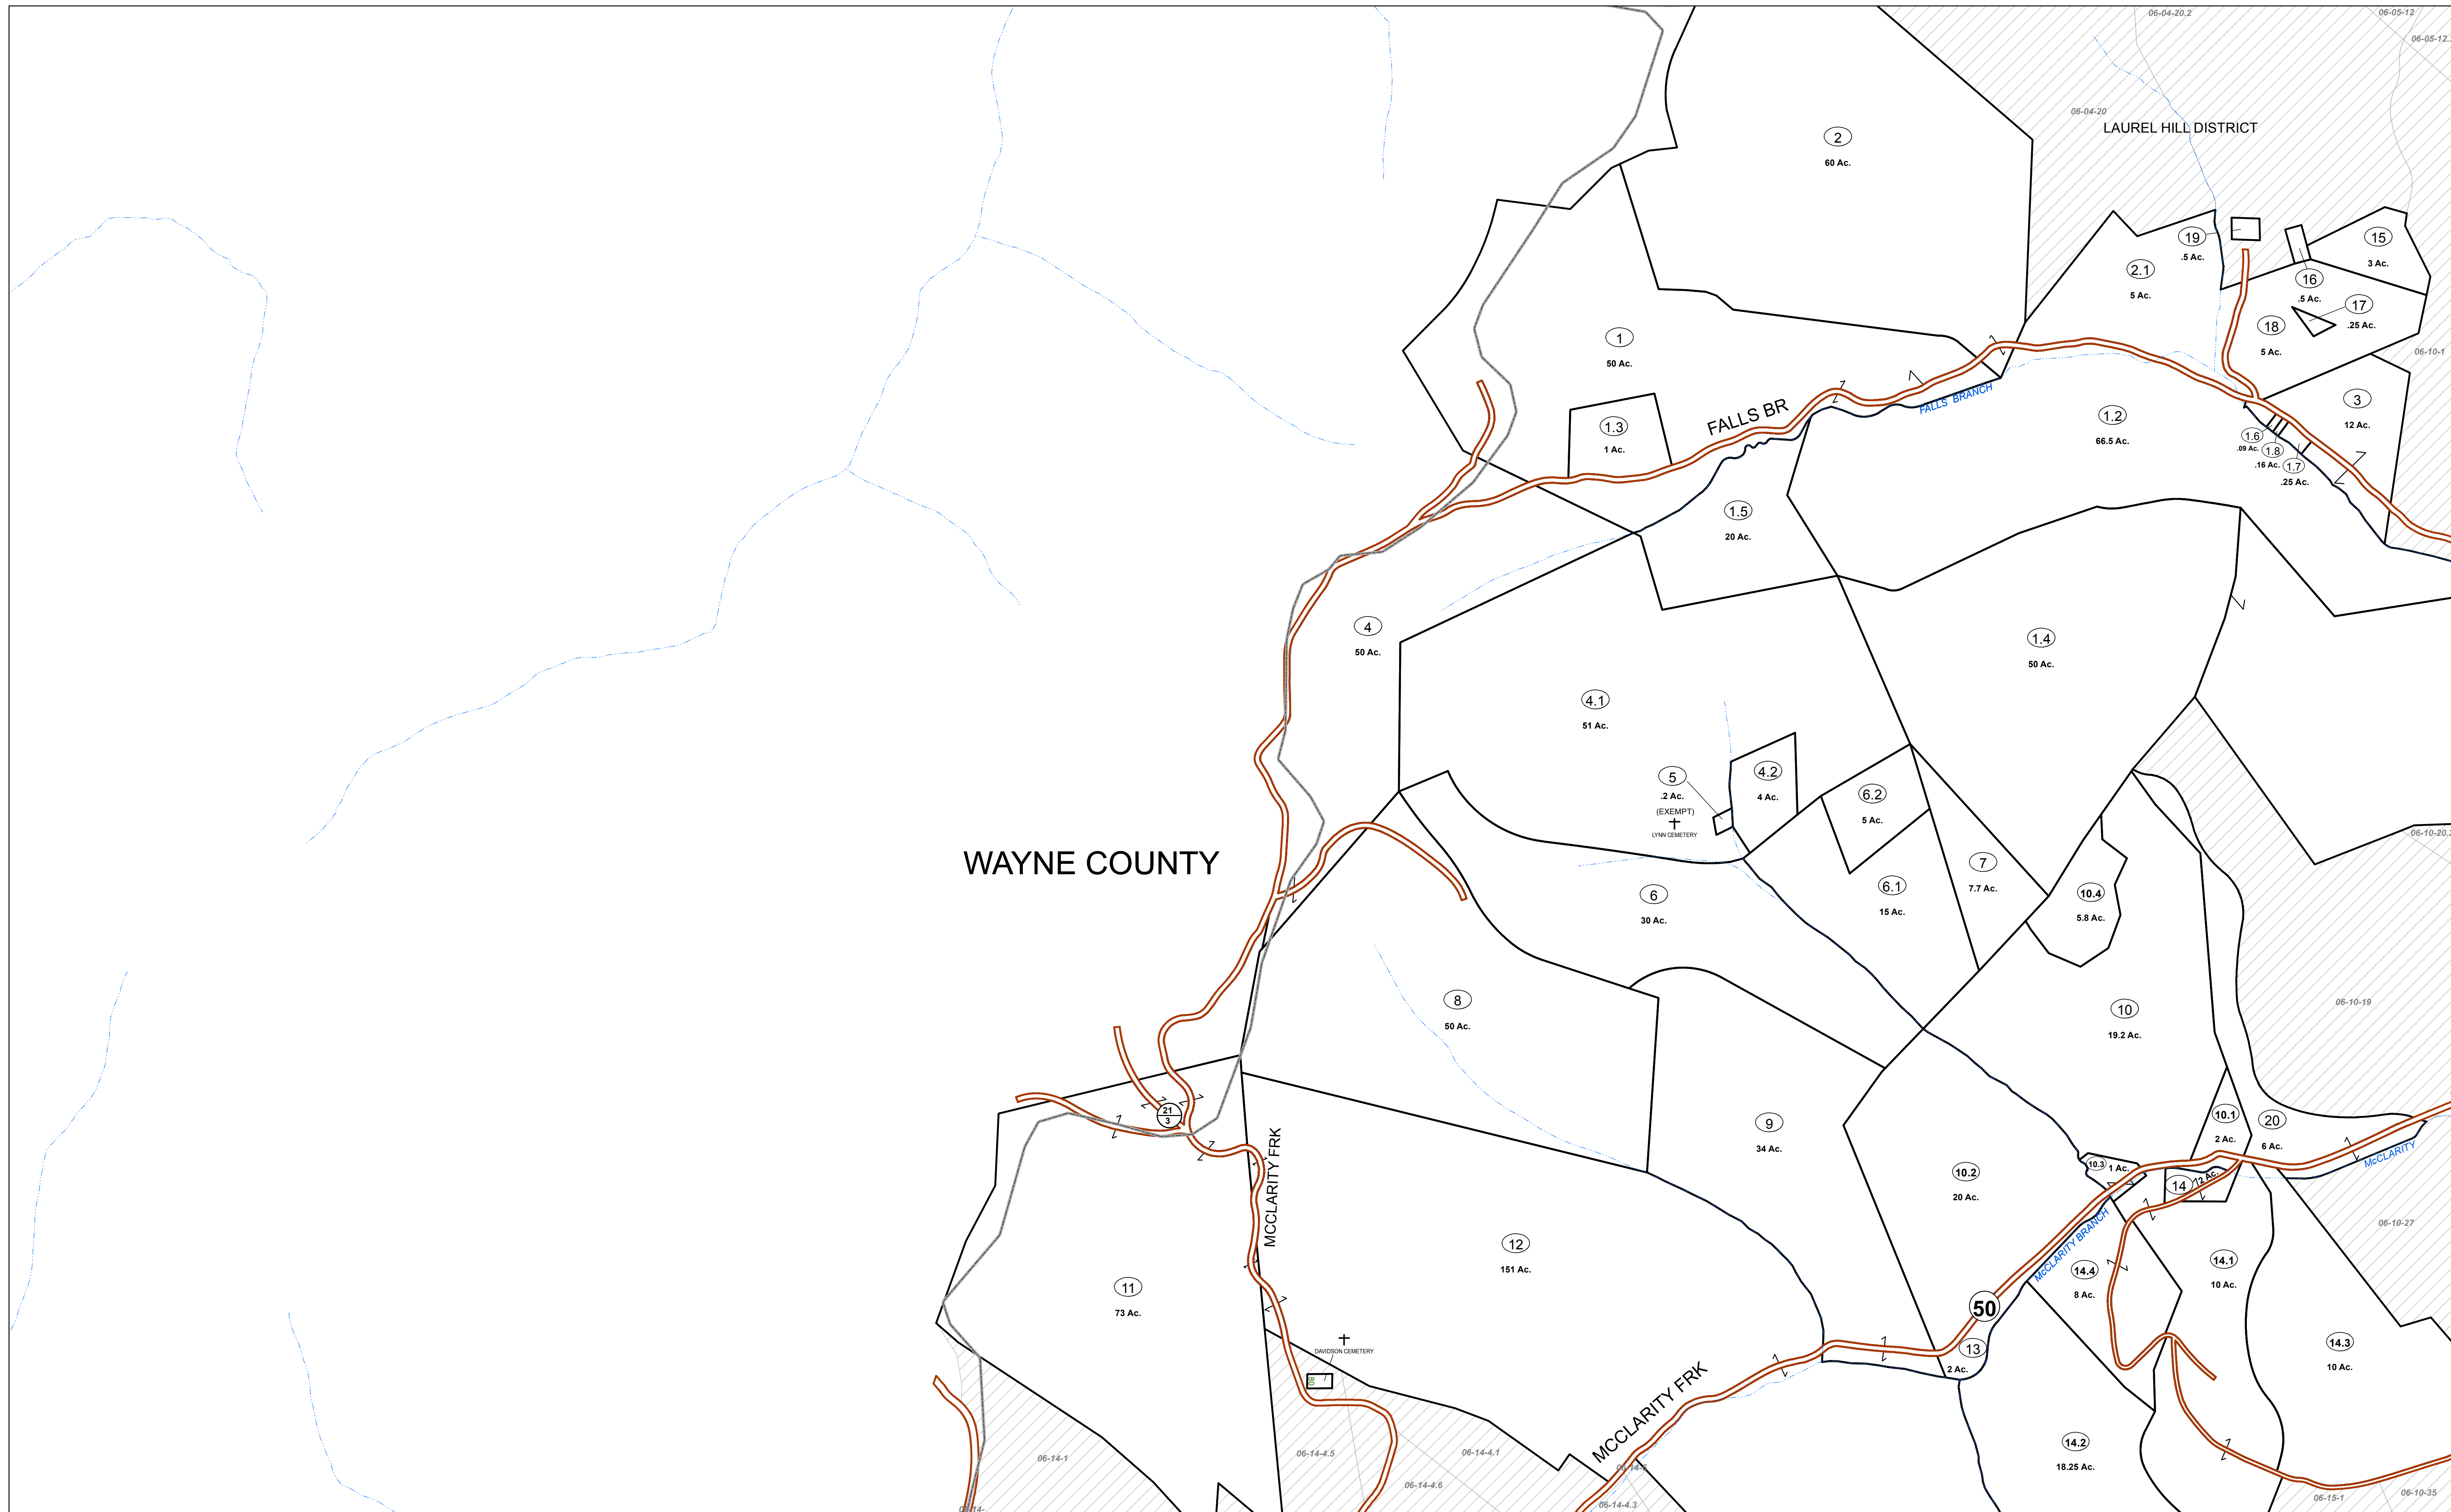 06-04-20.2
06-05-12
06-05-12.
06-04-20
LAUREL HILL DISTRICT
2
60 Ac.
19
.5 Ac.
15
3 Ac.
2.1
5 Ac.
16
.5 Ac.
17
.25 Ac.
18
5 Ac.
06-10-1
1
50 Ac.
1.3
1 Ac.
FALLS BR
FALLS BRANCH
1.2
66.5 Ac.
3
12 Ac.
1.6
.09 Ac.
1.8
.16 Ac.
1.7
.25 Ac.
1.5
20 Ac.
4
50 Ac.
1.4
50 Ac.
4.1
51 Ac.
5
.2 Ac.
(EXEMPT)
LYNN CEMETERY
4.2
4 Ac.
6.2
5 Ac.
06-10-20.
WAYNE COUNTY
6
30 Ac.
6.1
15 Ac.
7
7.7 Ac.
10.4
5.8 Ac.
8
50 Ac.
10
19.2 Ac.
06-10-19
21
3
9
34 Ac.
10.1
2 Ac.
20
6 Ac.
McCLARITY
MCCLARITY FRK
10.2
20 Ac.
10.3
1 Ac.
14
McCLARITY BRANCH
06-10-27
12
151 Ac.
11
73 Ac.
14.4
8 Ac.
14.1
10 Ac.
50
13
2 Ac.
14.3
10 Ac.
DAVIDSON CEMETERY
MCCLARITY FRK
06-14-1
06-14-4.5
06-14-4.1
06-14-4.6
06-14-4.3
14.2
18.25 Ac.
06-15-1
06-10-35